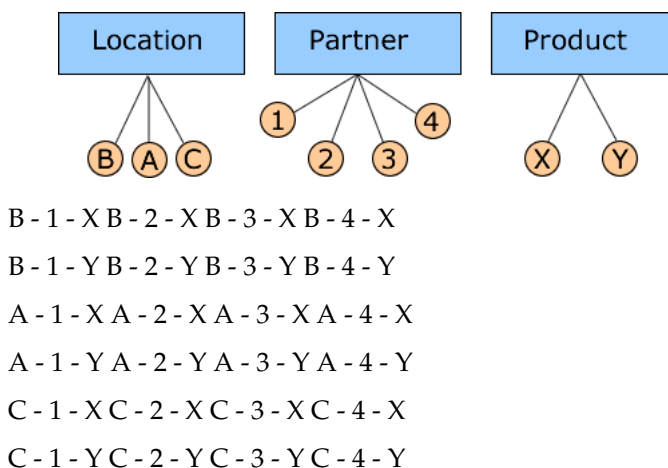 Location Partner Product
1 4
B A C 2 3 X Y
B - 1 - X B - 2 - X B - 3 - X B - 4 - X
B - 1 - Y B - 2 - Y B - 3 - Y B - 4 - Y
A - 1 - X A - 2 - X A - 3 - X A - 4 - X
A - 1 - Y A - 2 - Y A - 3 - Y A - 4 - Y
C - 1 - X C - 2 - X C - 3 - X C - 4 - X
C - 1 - Y C - 2 - Y C - 3 - Y C - 4 - Y